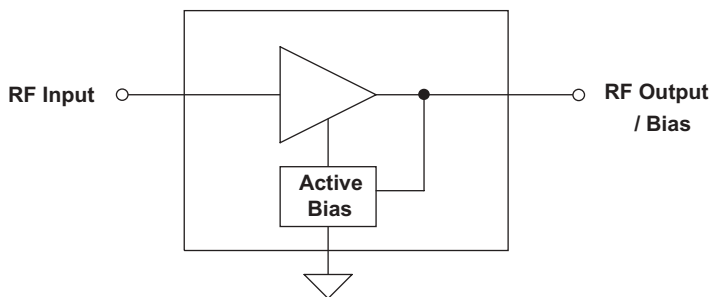 RF Input
RF Output
/ Bias
Active
Bias